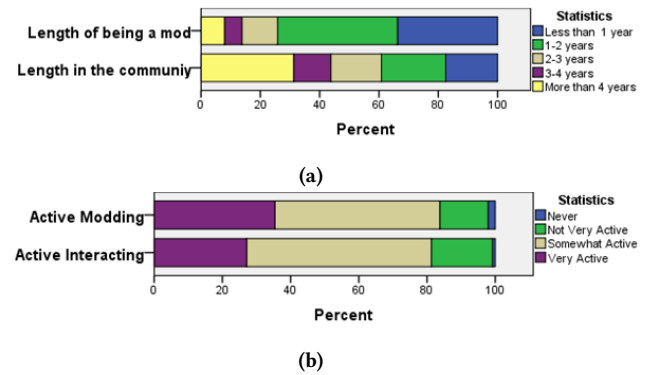 Statistics
Length of being a mod
Less than 1 year
1-2 years
2-3 years
Length in the communiy
3-4 years
More than 4 years
0 20 40 60 80 100
Percent
(a)
Statistics
Active Modding
Never
Not Very Active
Somewhat Active
Active Interacting
Very Active
0 20 40 60 80 100
Percent
(b)